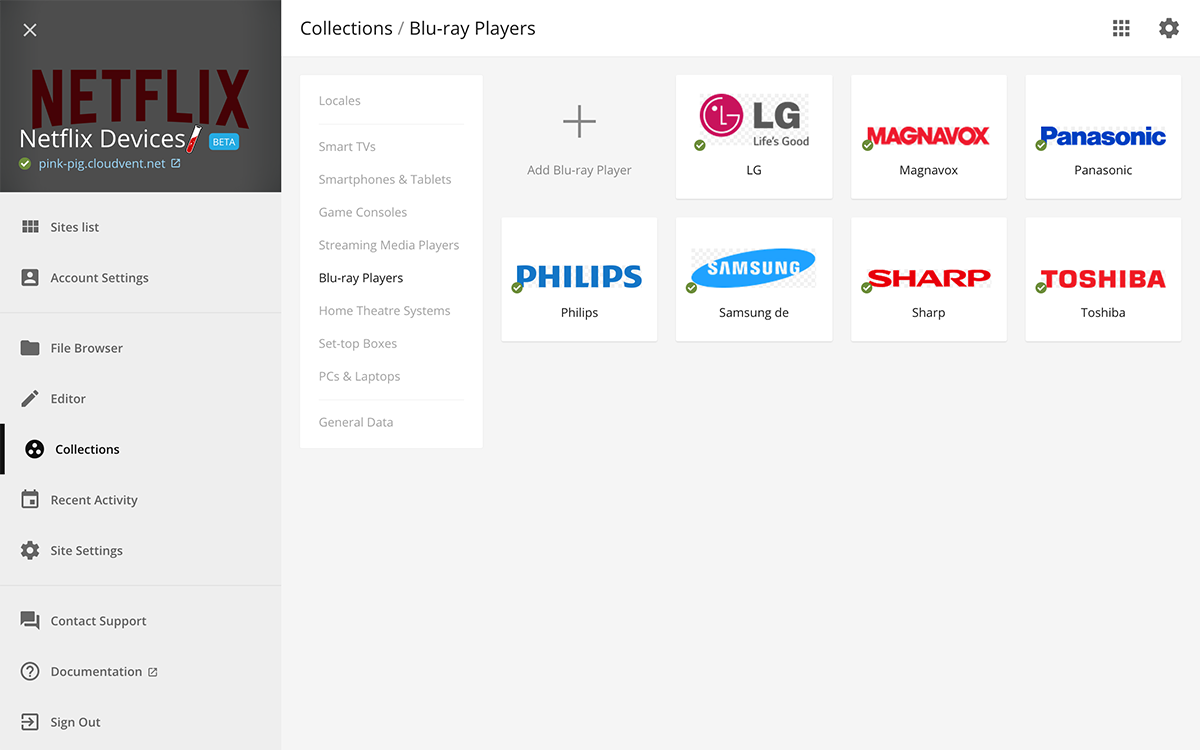 NETFLIX
Netflix Devices BETA
pink-pig.cloudvent.net
Sites list
Account Settings
File Browser
Editor
Collections
Recent Activity
Site Settings
Contact Support
Documentation
Sign Out
Collections / Blu-ray Players
Locales
Smart TVs
Smartphones & Tablets
Game Consoles
Streaming Media Players
Blu-ray Players
Home Theatre Systems
Set-top Boxes
PCs & Laptops
General Data
Add Blu-ray Player
LG
Life's Good
LG
MAGNAVOX
Magnavox
Panasonic
Panasonic
PHILIPS
Philips
SAMSUNG
Samsung de
SHARP
Sharp
TOSHIBA
Toshiba